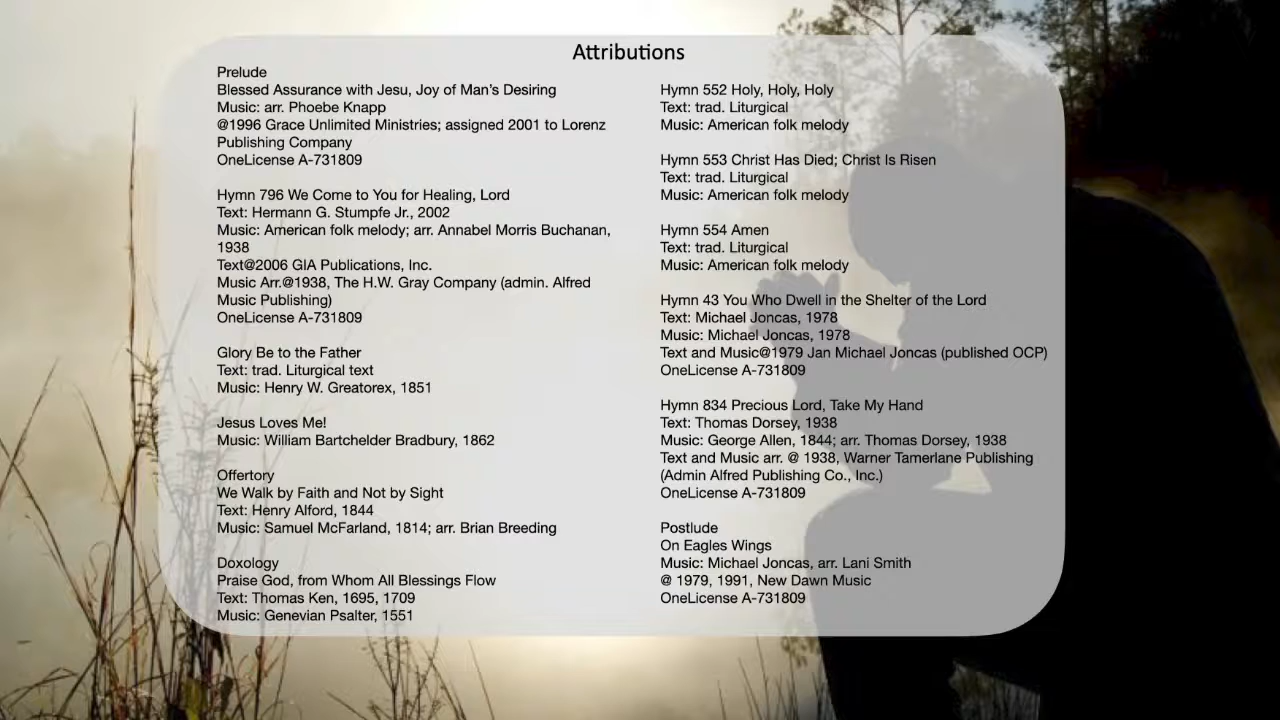 Attributions
Prelude
Blessed Assurance with Jesu, Joy of Man's Desiring
Music: arr. Phoebe Knapp
@1996 Grace Unlimited Ministries; assigned 2001 to Lorenz
Publishing Company
OneLicense A-731809
Hymn 796 We Come to You for Healing, Lord
Text: Hermann G. Stumpfe Jr., 2002
Music: American folk melody; arr. Annabel Morris Buchanan,
1938
Text@2006 GIA Publications, Inc.
Music Arr.@1938, The H.W. Gray Company (admin. Alfred
Music Publishing)
OneLicense A-731809
Glory Be to the Father
Text: trad. Liturgical text
Music: Henry W. Greatorex, 1851
Jesus Loves Me!
Music: William Bartchelder Bradbury, 1862
Offertory
We Walk by Faith and Not by Sight
Text: Henry Alford, 1844
Music: Samuel McFarland, 1814; arr. Brian Breeding
Doxology
Praise God, from Whom All Blessings Flow
Text: Thomas Ken, 1695, 1709
Music: Genevian Psalter, 1551
Hymn 552 Holy, Holy, Holy
Text: trad. Liturgical
Music: American folk melody
Hymn 553 Christ Has Died; Christ Is Risen
Text: trad. Liturgical
Music: American folk melody
Hymn 554 Amen
Text: trad. Liturgical
Music: American folk melody
Hymn 43 You Who Dwell in the Shelter of the Lord
Text: Michael Joncas, 1978
Music: Michael Joncas, 1978
Text and Music@1979 Jan Michael Joncas (published OCP)
OneLicense A-731809
Hymn 834 Precious Lord, Take My Hand
Text: Thomas Dorsey, 1938
Music: George Allen, 1844; arr. Thomas Dorsey, 1938
Text and Music arr. @ 1938, Warner Tamerlane Publishing
(Admin Alfred Publishing Co., Inc.)
OneLicense A-731809
Postlude
On Eagles Wings
Music: Michael Joncas, arr. Lani Smith
@ 1979, 1991, New Dawn Music
OneLicense A-731809